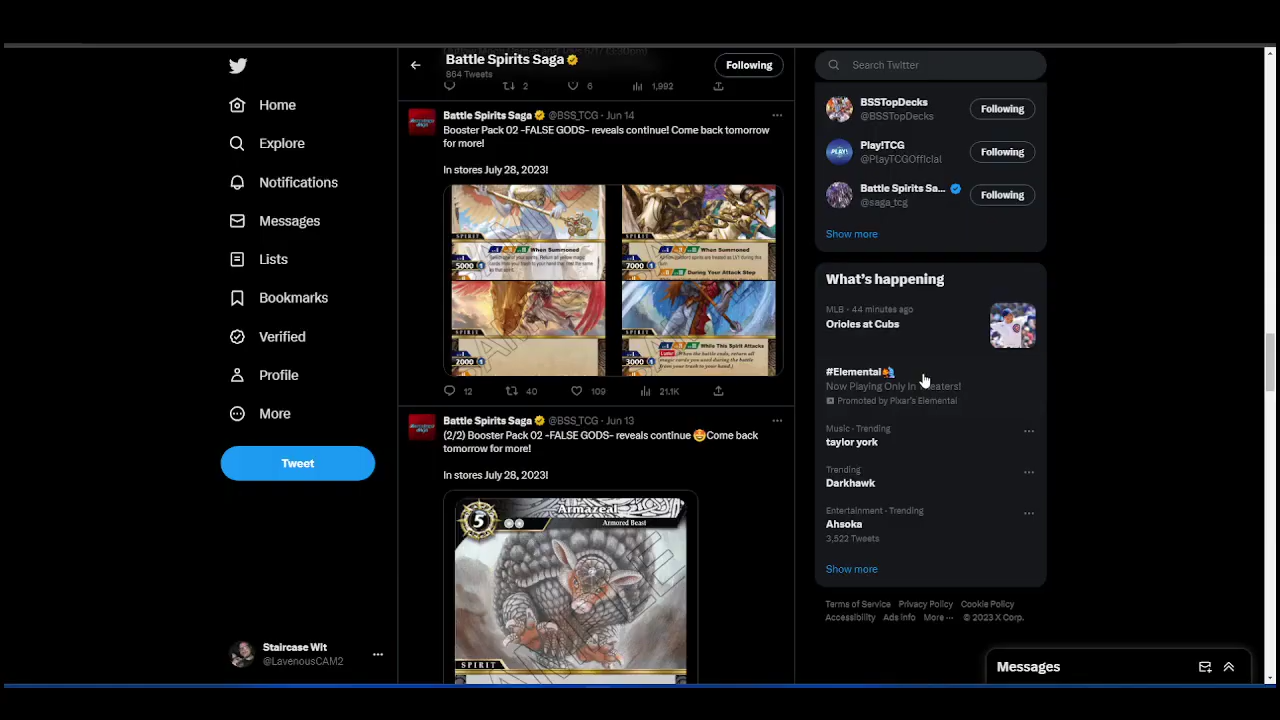 Home
Explore
Notifications
Messages
Lists
Bookmarks
Verified
Profile
More
Tweet
Staircase Wit
@LavenousCAM2
Battle Spirits Saga
864 Tweets
Following
2
6
1,992
Battle Spirits Saga @BSS_TCG · Jun 14
Booster Pack 02 -FALSE GODS- reveals continue! Come back tomorrow
for more!
In stores July 28, 2023!
SPIRIT
When Summoned
5000
SPIRIT
When Summoned
7000
During Your Attack Step
SPIRIT
2000
SPIRIT
While This Spirit Attacks
3000
12
40
109
21.1K
Battle Spirits Saga @BSS_TCG · Jun 13
(2/2) Booster Pack 02 -FALSE GODS- reveals continue Come back
tomorrow for more!
In stores July 28, 2023!
5
Armazeal
Armored Beast
SPIRIT
Search Twitter
BSSTopDecks
@BSSTopDecks
Following
Play!TCG
@PlayTCGOfficial
Following
Battle Spirits Sa...
@saga_tcg
Following
Show more
What's happening
MLB · 44 minutes ago
Orioles at Cubs
#Elemental
Now Playing Only In
Promoted by Pixar's Elemental
Music · Trending
taylor york
Trending
Darkhawk
Entertainment · Trending
Ahsoka
3,522 Tweets
Show more
Terms of Service Privacy Policy Cookie Policy
Accessibility Ads info More ··· © 2023 X Corp.
Messages